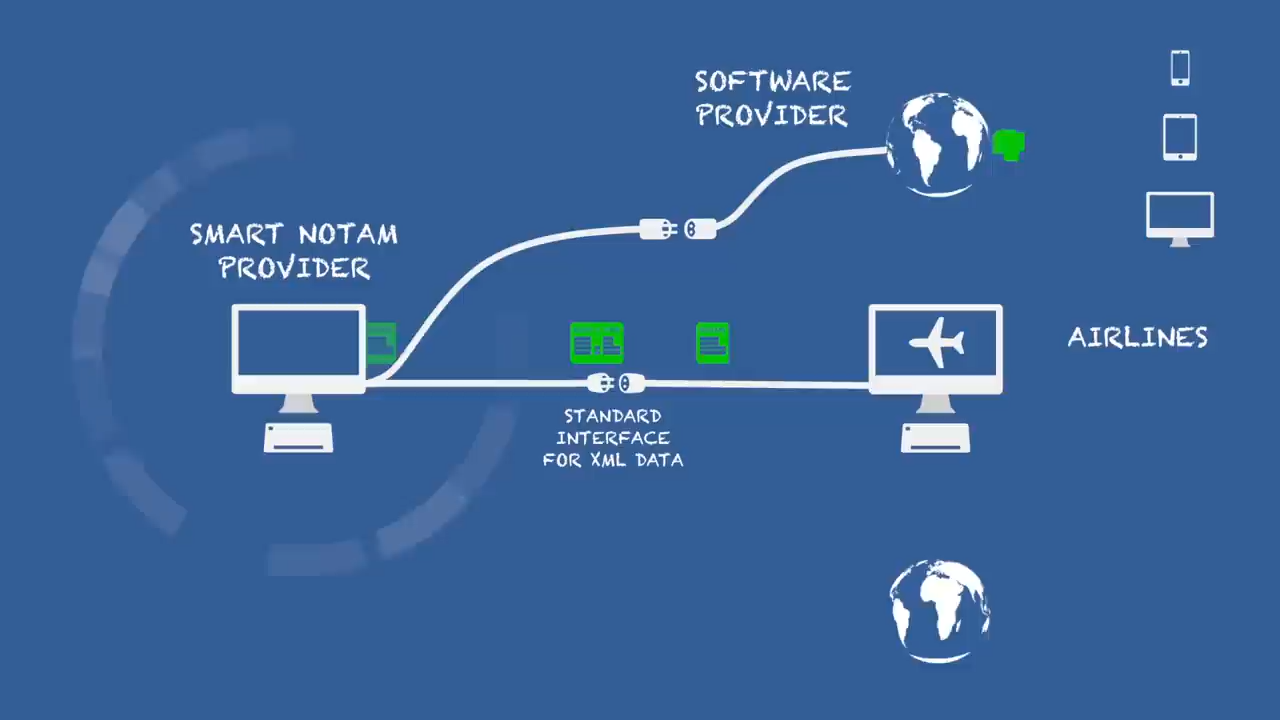 SOFTWARE
PROVIDER
SMART NOTAM
PROVIDER
AIRLINES
STANDARD
INTERFACE
FOR XML DATA